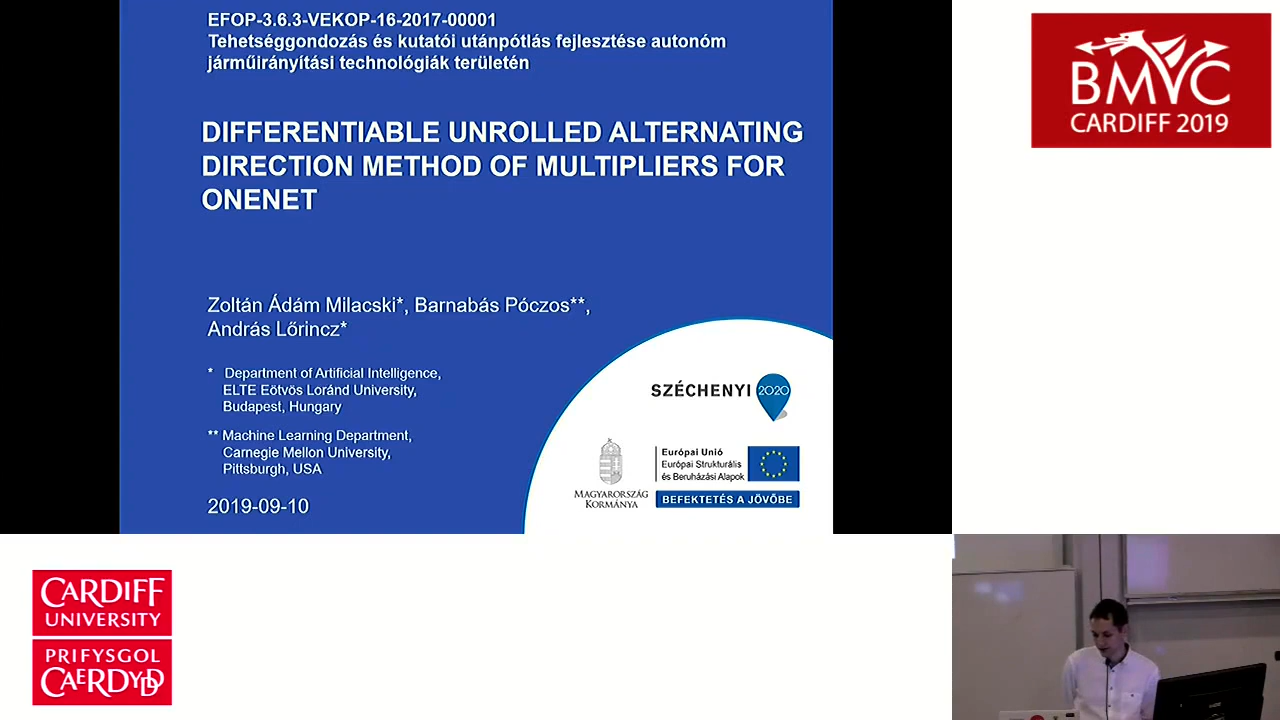 EFOP-3.6.3-VEKOP-16-2017-00001
Tehetséggondozás és kutatói utánpótlás fejlesztése autonóm
járműirányítási technológiák területén
DIFFERENTIABLE UNROLLED ALTERNATING
DIRECTION METHOD OF MULTIPLIERS FOR
ONENET
Zoltán Ádám Milacski*, Barnabás Póczos**,
András Lőrincz*
* Department of Artificial Intelligence,
ELTE Eötvös Loránd University,
Budapest, Hungary
** Machine Learning Department,
Carnegie Mellon University,
Pittsburgh, USA
2019-09-10
SZÉCHENYI 2020
MAGYARORSZÁG
KORMÁNYA
Európai Unió
Európai Strukturális
és Beruházási Alapok
BEFEKTETÉS A JÖVŐBE
BMVC
CARDIFF 2019
CARDIFF
UNIVERSITY
PRIFYSGOL
CAERDYDD